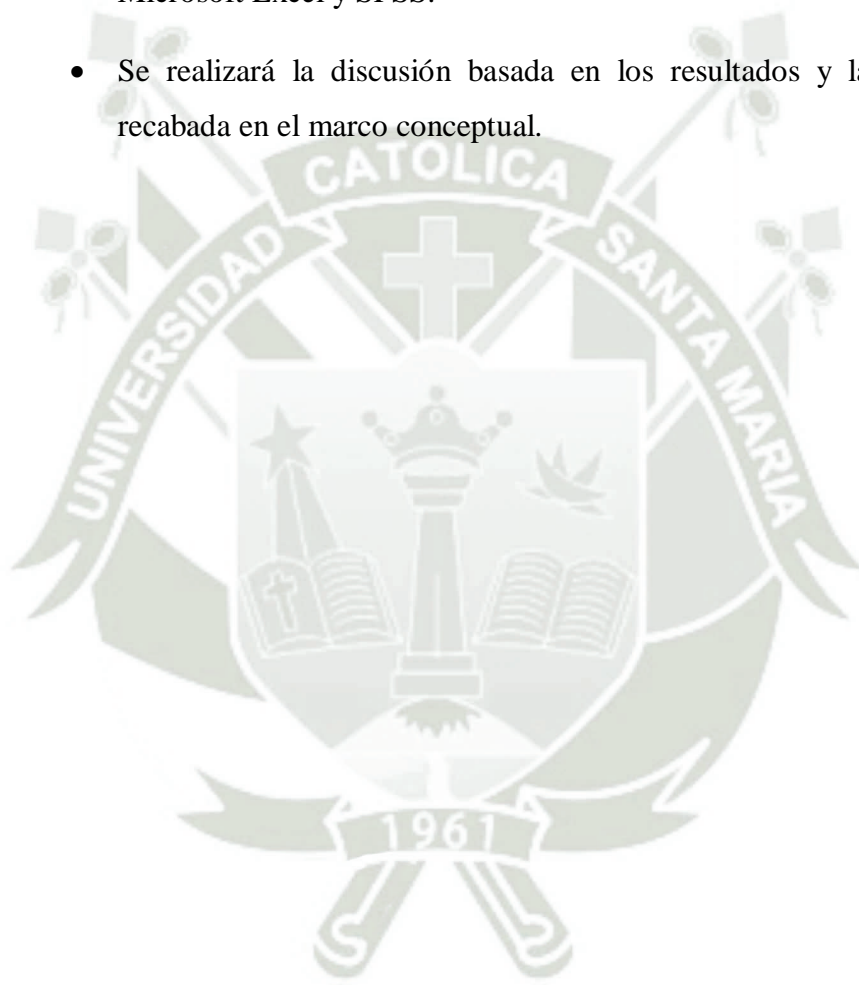 Microsoft Excel y SPSS.
• Se realizará la discusión basada en los resultados y la
recabada en el marco conceptual.
UNIVERSIDAD CATOLICA SANTA MARIA
1961